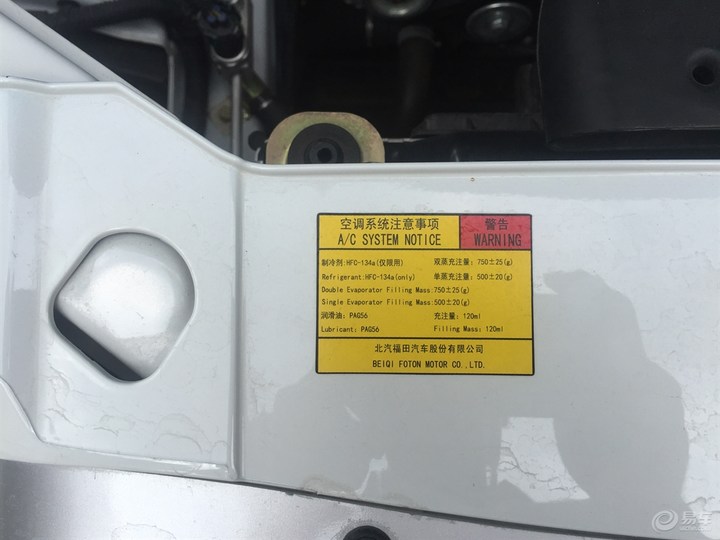 空调系统注意事项 警告
A/C SYSTEM NOTICE WARNING
制冷剂:HFC-134a(仅限用) 双蒸充注量: 750±25(g)
Refrigerant:HFC-134a(only) 单蒸充注量: 500±20(g)
Double Evaporator Filling Mass:750±25(g)
Single Evaporator Filling Mass:500±20(g)
润滑油: PAG56 充注量: 120ml
Lubricant: PAG56 Filling Mass: 120ml
北汽福田汽车股份有限公司
BEIQI FOTON MOTOR CO.,LTD.
易车